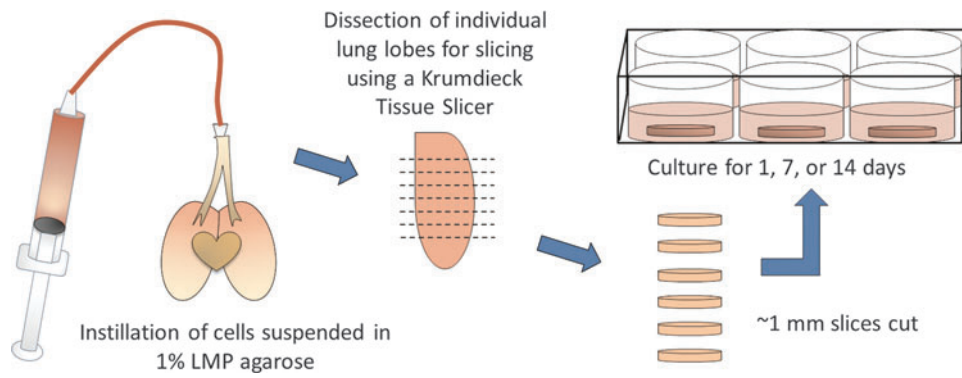 Instillation of cells suspended in
1% LMP agarose
Dissection of individual
lung lobes for slicing
using a Krumdieck
Tissue Slicer
~1 mm slices cut
Culture for 1, 7, or 14 days